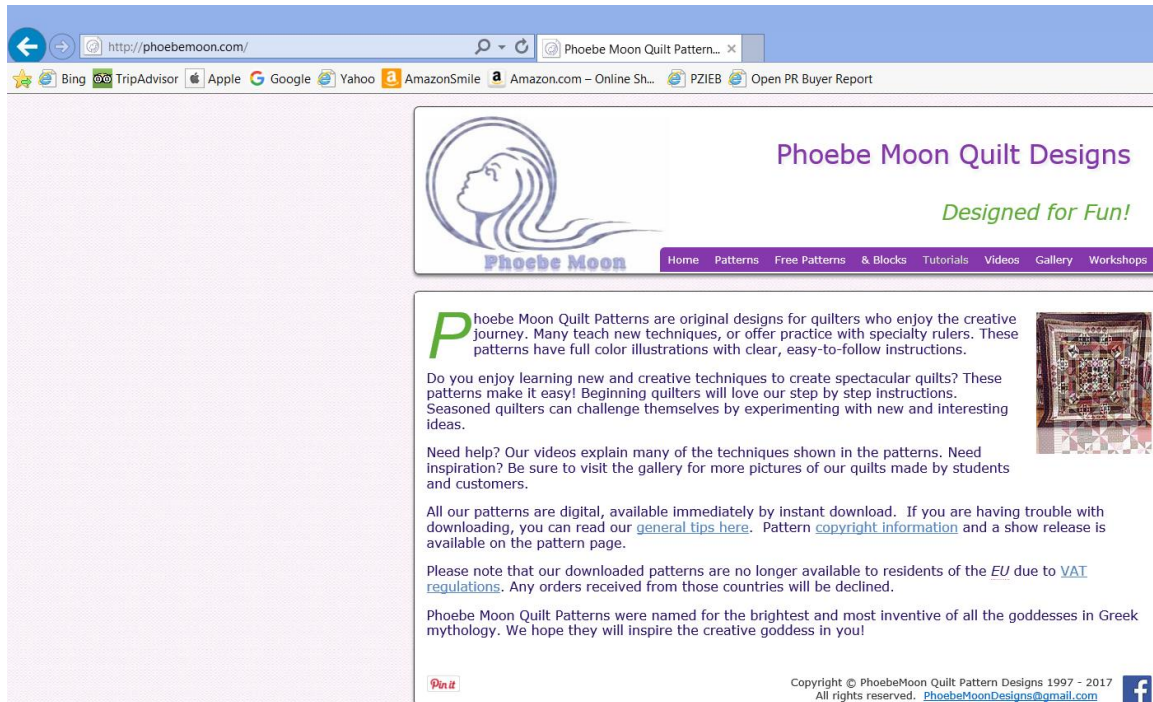 http://phoebemoon.com/
Phoebe Moon Quilt Pattern...
Bing TripAdvisor Apple Google Yahoo AmazonSmile Amazon.com – Online Sh... PZIEB Open PR Buyer Report
Phoebe Moon Quilt Designs
Designed for Fun!
Phoebe Moon
Home Patterns Free Patterns & Blocks Tutorials Videos Gallery Workshops
Phoebe Moon Quilt Patterns are original designs for quilters who enjoy the creative
journey. Many teach new techniques, or offer practice with specialty rulers. These
patterns have full color illustrations with clear, easy-to-follow instructions.
Do you enjoy learning new and creative techniques to create spectacular quilts? These
patterns make it easy! Beginning quilters will love our step by step instructions.
Seasoned quilters can challenge themselves by experimenting with new and interesting
ideas.
Need help? Our videos explain many of the techniques shown in the patterns. Need
inspiration? Be sure to visit the gallery for more pictures of our quilts made by students
and customers.
All our patterns are digital, available immediately by instant download. If you are having trouble with
downloading, you can read our general tips here. Pattern copyright information and a show release is
available on the pattern page.
Please note that our downloaded patterns are no longer available to residents of the EU due to VAT
regulations. Any orders received from those countries will be declined.
Phoebe Moon Quilt Patterns were named for the brightest and most inventive of all the goddesses in Greek
mythology. We hope they will inspire the creative goddess in you!
Pin it
Copyright © PhoebeMoon Quilt Pattern Designs 1997 - 2017
All rights reserved. PhoebeMoonDesigns@gmail.com